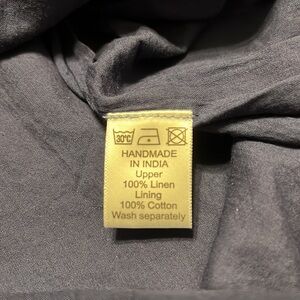 30°C
HANDMADE
IN INDIA
Upper
100% Linen
Lining
100% Cotton
Wash separately